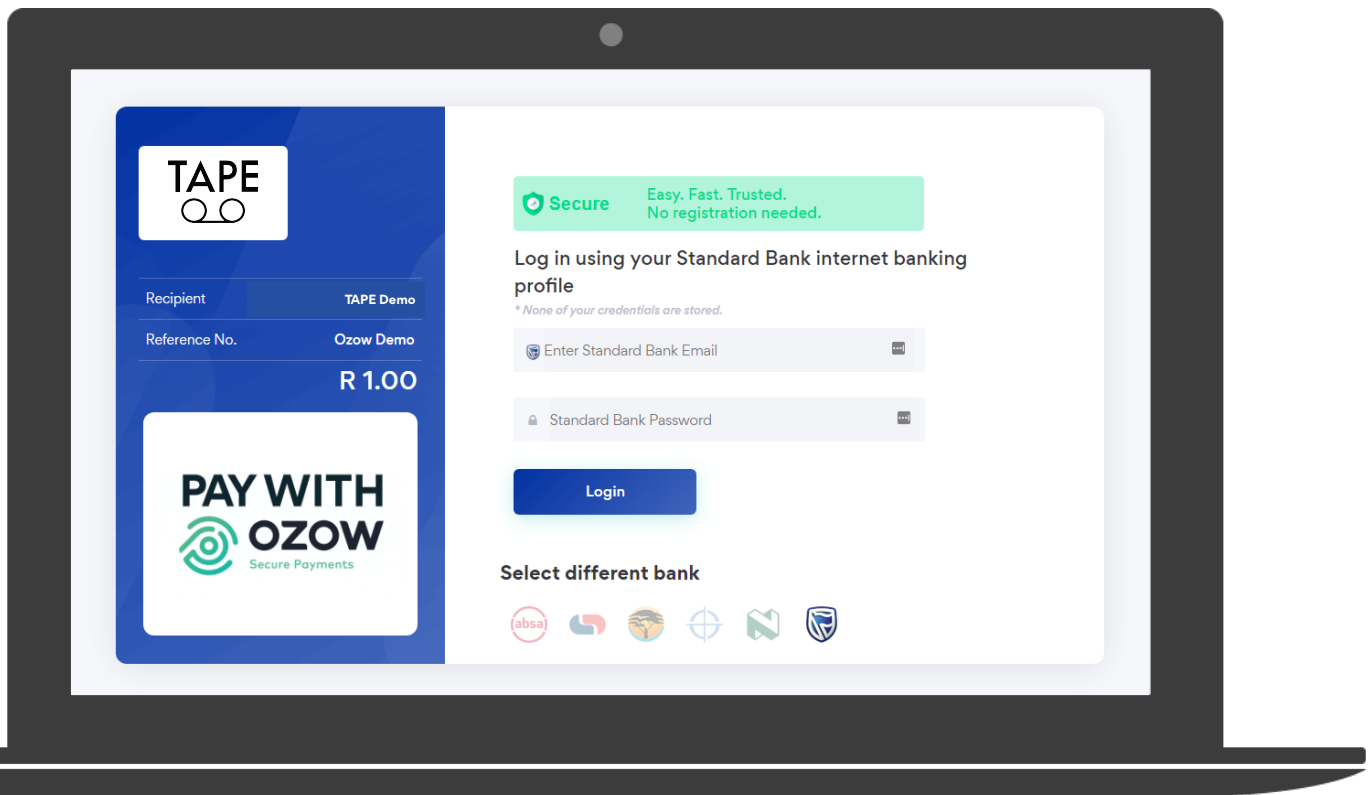 TAPE
Recipient TAPE Demo
Reference No. Ozow Demo
R 1.00
PAY WITH
OZOW
Secure Payments
Secure
Easy. Fast. Trusted.
No registration needed.
Log in using your Standard Bank internet banking
profile
* None of your credentials are stored.
Enter Standard Bank Email
Standard Bank Password
Login
Select different bank
absa